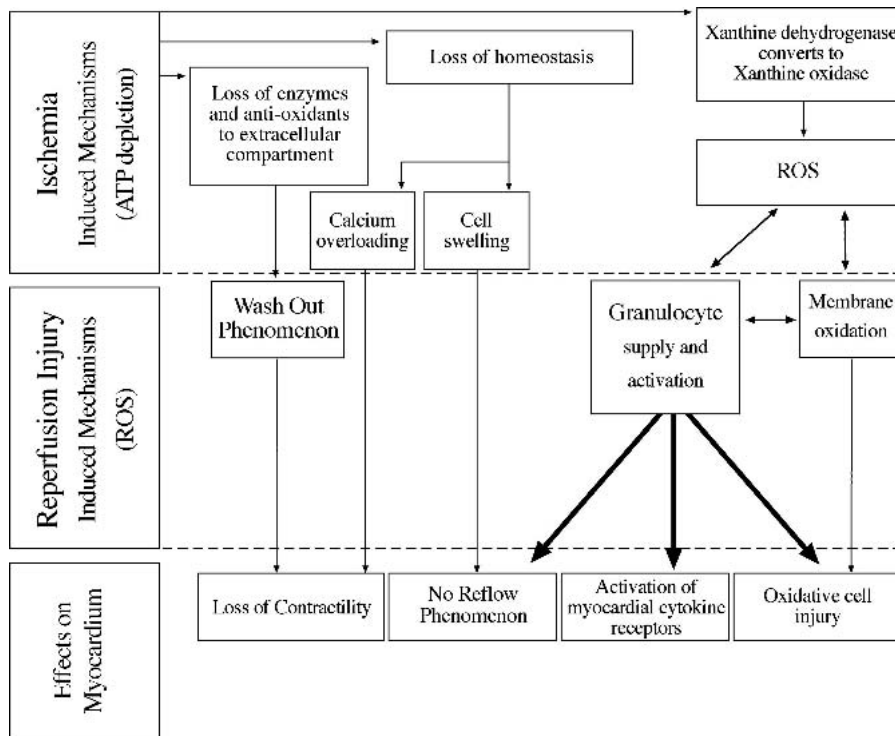 Ischemia
Induced Mechanisms
(ATP depletion)
Loss of enzymes
and anti-oxidants
to extracellular
compartment
Loss of homeostasis
Xanthine dehydrogenase
converts to
Xanthine oxidase
ROS
Calcium
overloading
Cell
swelling
Reperfusion Injury
Induced Mechanisms
(ROS)
Wash Out
Phenomenon
Granulocyte
supply and
activation
Membrane
oxidation
Effects on
Myocardium
Loss of Contractility
No Reflow
Phenomenon
Activation of
myocardial cytokine
receptors
Oxidative cell
injury